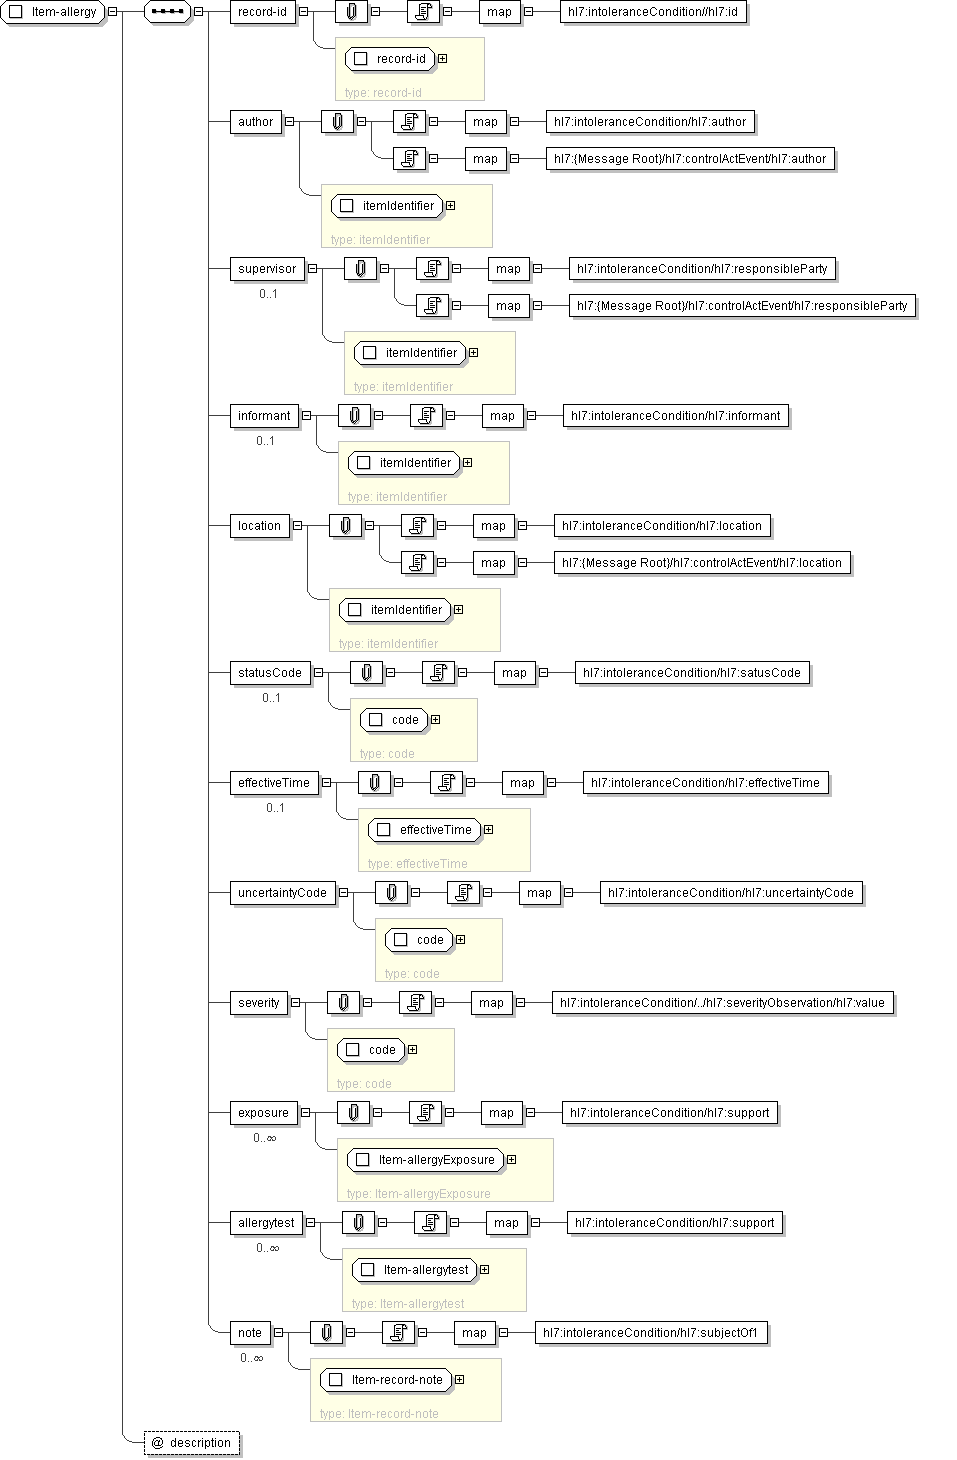 Item-allergy
record-id map hl7:intoleranceCondition//hl7:id
record-id
type: record-id
author map hl7:intoleranceCondition/hl7:author
map hl7:{Message Root}/hl7:controlActEvent/hl7:author
itemIdentifier
type: itemIdentifier
supervisor map hl7:intoleranceCondition/hl7:responsibleParty
0..1
map hl7:{Message Root}/hl7:controlActEvent/hl7:responsibleParty
itemIdentifier
type: itemIdentifier
informant map hl7:intoleranceCondition/hl7:informant
0..1
itemIdentifier
type: itemIdentifier
location map hl7:intoleranceCondition/hl7:location
map hl7:{Message Root}/hl7:controlActEvent/hl7:location
itemIdentifier
type: itemIdentifier
statusCode map hl7:intoleranceCondition/hl7:satusCode
0..1
code
type: code
effectiveTime map hl7:intoleranceCondition/hl7:effectiveTime
0..1
effectiveTime
type: effectiveTime
uncertaintyCode map hl7:intoleranceCondition/hl7:uncertaintyCode
code
type: code
severity map hl7:intoleranceCondition/../hl7:severityObservation/hl7:value
code
type: code
exposure map hl7:intoleranceCondition/hl7:support
0..∞
Item-allergyExposure
type: Item-allergyExposure
allergytest map hl7:intoleranceCondition/hl7:support
0..∞
Item-allergytest
type: Item-allergytest
note map hl7:intoleranceCondition/hl7:subjectOf1
0..∞
Item-record-note
type: Item-record-note
@ description